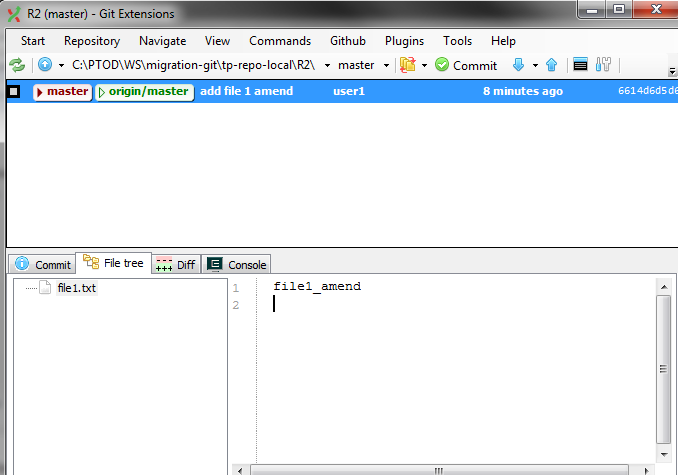 R2 (master) - Git Extensions
Start Repository Navigate View Commands Github Plugins Tools Help
C:\PTOD\WS\migration-git\tp-repo-local\R2\ master Commit
master origin/master add file 1 amend user1 8 minutes ago 6614d6d5d6
Commit File tree Diff Console
file1.txt
1 file1_amend
2